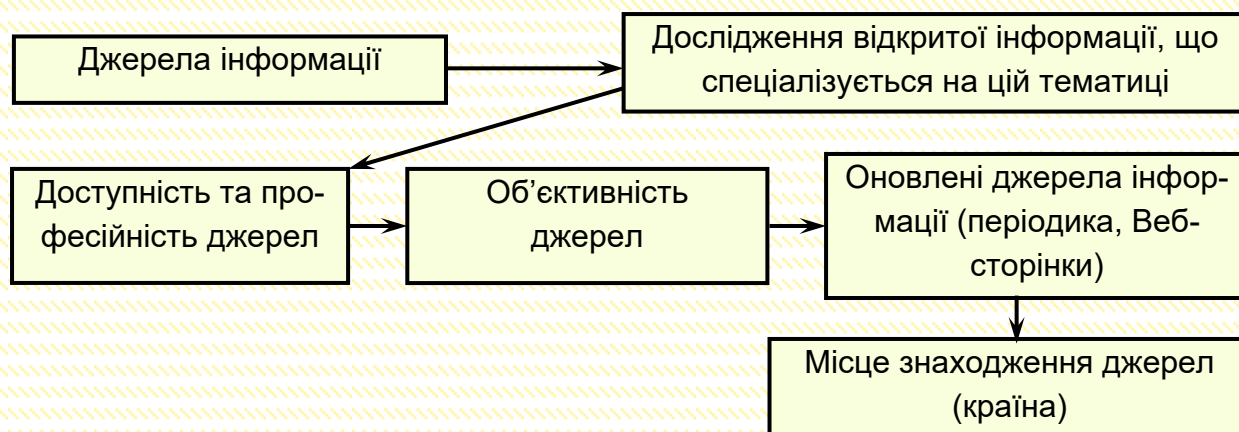 Джерела інформації
Дослідження відкритої інформації, що
спеціалізується на цій тематиці
Доступність та про-
фесійність джерел
Об’єктивність
джерел
Оновлені джерела інфор-
мації (періодика, Веб-
сторінки)
Місце знаходження джерел
(країна)